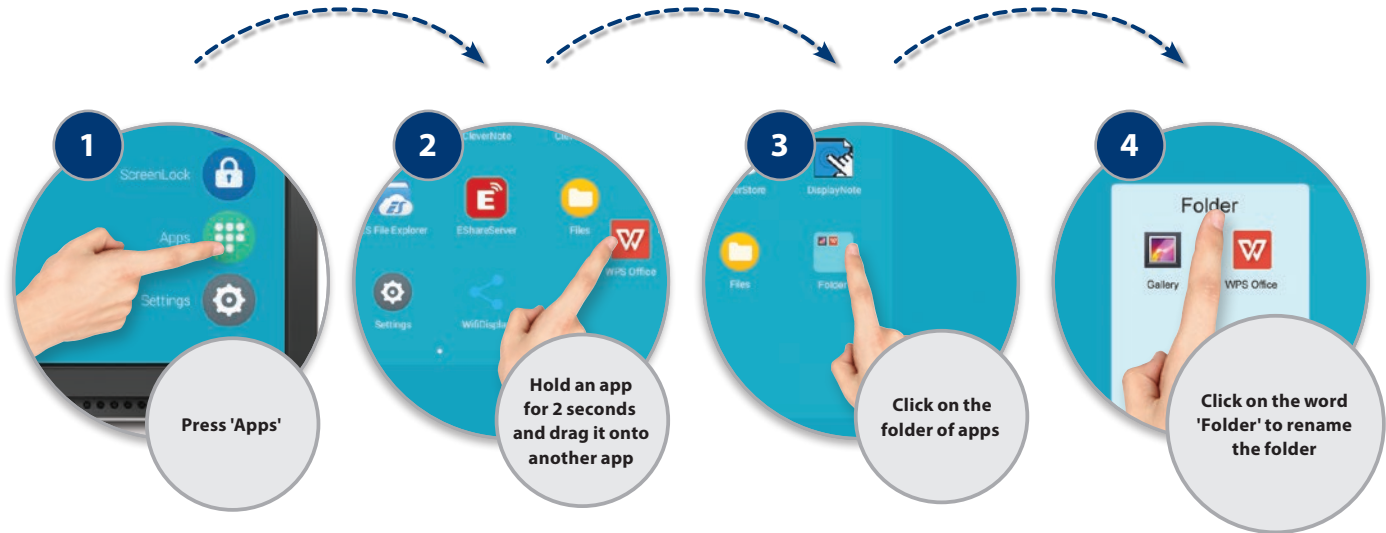 1
ScreenLock
Apps
Settings
Press 'Apps'
2
CleverNote
S File Explorer
EShareServer
Files
WPS Office
Settings
Hold an app
for 2 seconds
and drag it onto
another app
3
DisplayNote
Files
Folder
Click on the
folder of apps
4
Folder
Gallery
WPS Office
Click on the word
'Folder' to rename
the folder